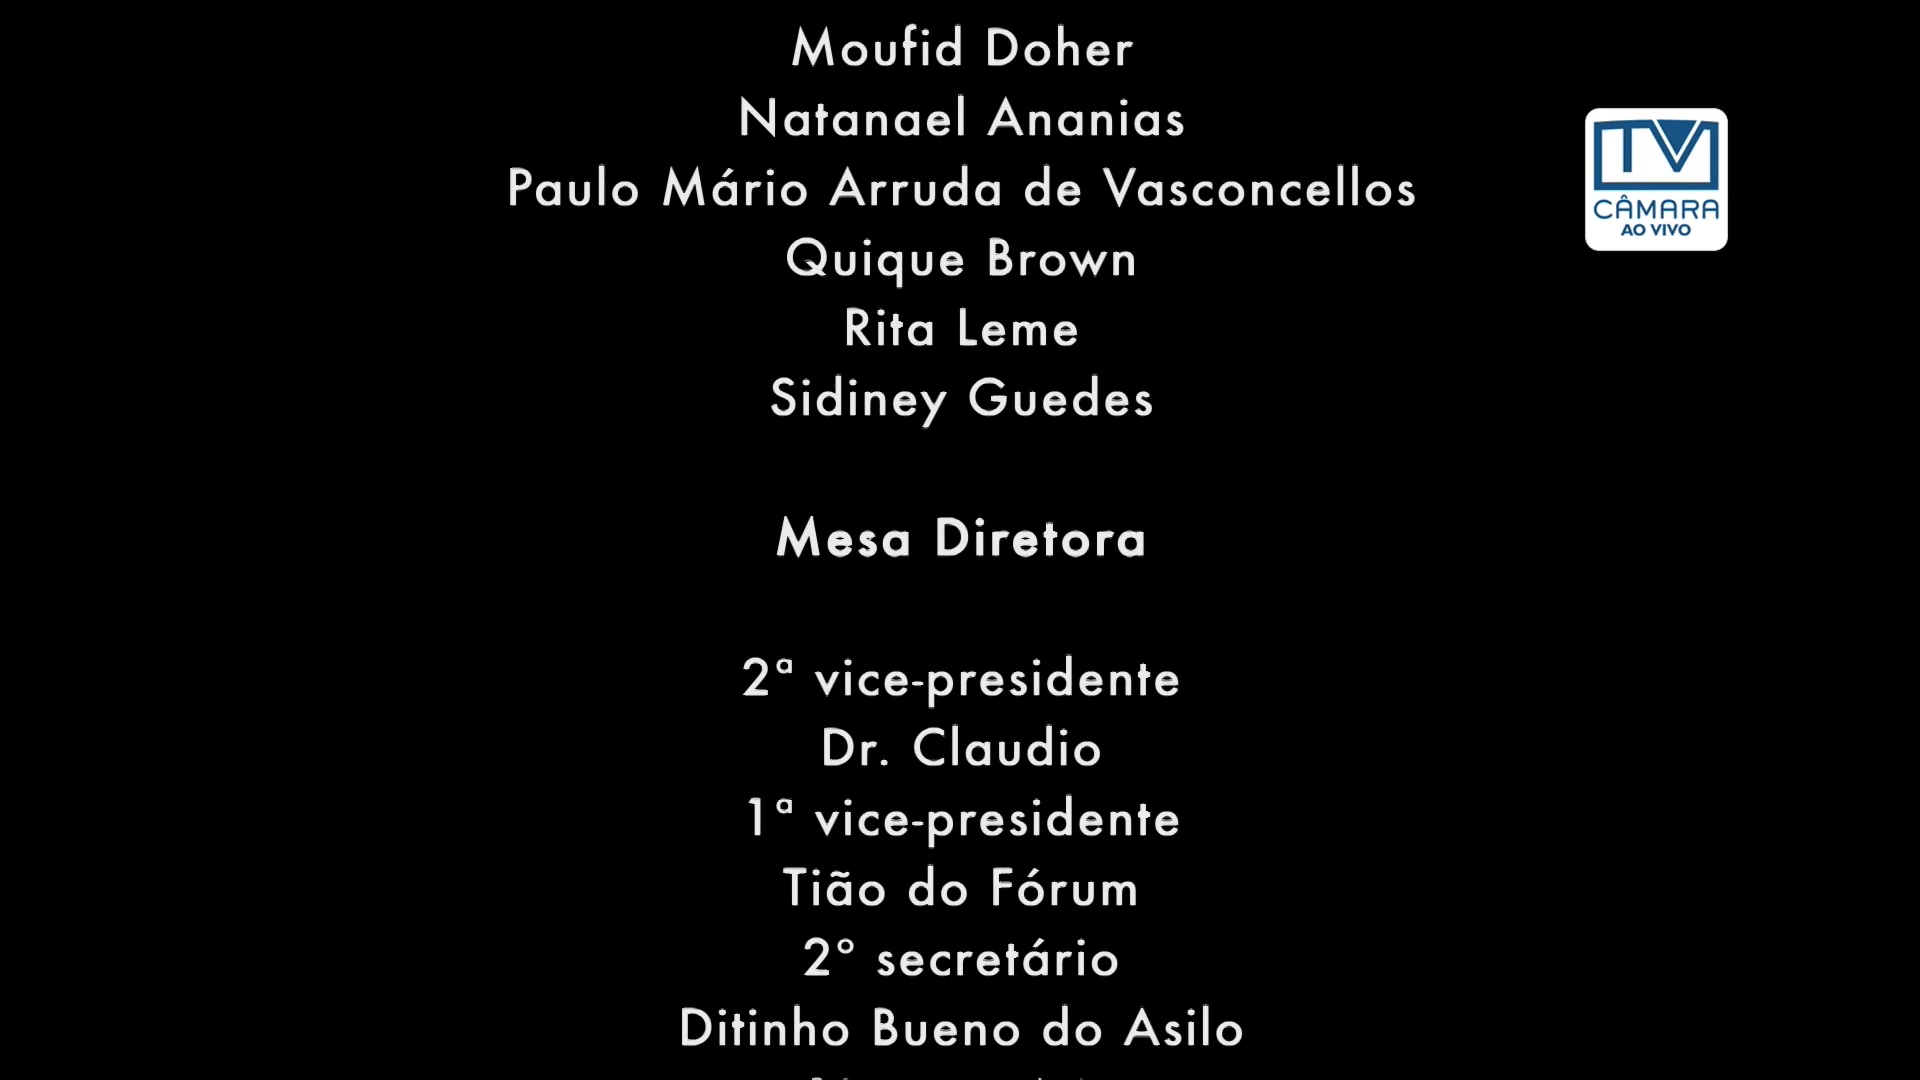 Moufid Doher
Natanael Ananias
Paulo Mário Arruda de Vasconcellos
Quique Brown
Rita Leme
Sidiney Guedes
Mesa Diretora
2ª vice-presidente
Dr. Claudio
1ª vice-presidente
Tião do Fórum
2º secretário
Ditinho Bueno do Asilo
TV
CÂMARA
AO VIVO